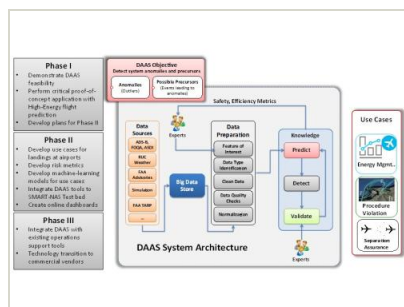 Phase I
• Demonstrate DAAS
feasibility
• Perform critical proof-of-
concept application with
High-Energy flight
prediction
• Develop plans for Phase II
Phase II
• Develop use cases for
landings at airports
• Develop risk metrics
• Develop machine-learning
models for use cases
• Integrate DAAS tools to
SMART-NAS Test bed
• Create online dashboards
Phase III
• Integrate DAAS with
existing operations
support tools
• Technology transition to
commercial vendors
DAAS Objective
Detect system anomalies and precursors
Anomalies
(Outliers)
Possible Precursors
(Events leading to
anomalies)
Safety, Efficiency Metrics
Data
Sources
Experts
Data
Preparation
Knowledge
Weather
FAA
Advisories
Simulation
FAA SWIM
...
Big Data
Store
Feature of
Interest
Data Type
Identification
Clean Data
Data Quality
Checks
Normalization
Predict
Detect
Validate
Experts
DAAS System Architecture
Use Cases
Energy Mgmt.
Procedure
Violation
Separation
Assurance